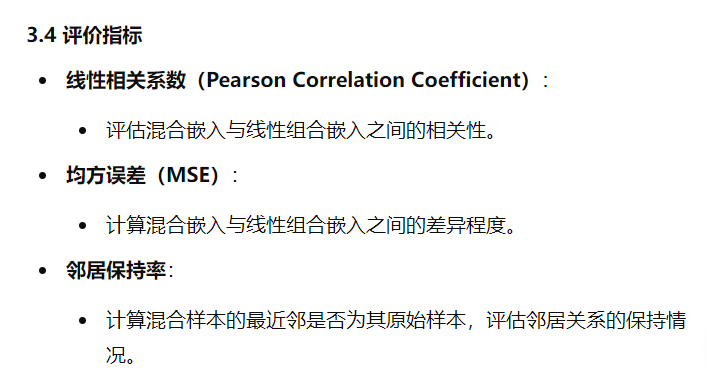 3.4 评价指标
• 线性相关系数（Pearson Correlation Coefficient）：
• 评估混合嵌入与线性组合嵌入之间的相关性。
• 均方误差（MSE）：
• 计算混合嵌入与线性组合嵌入之间的差异程度。
• 邻居保持率：
• 计算混合样本的最近邻是否为其原始样本，评估邻居关系的保持情
况。